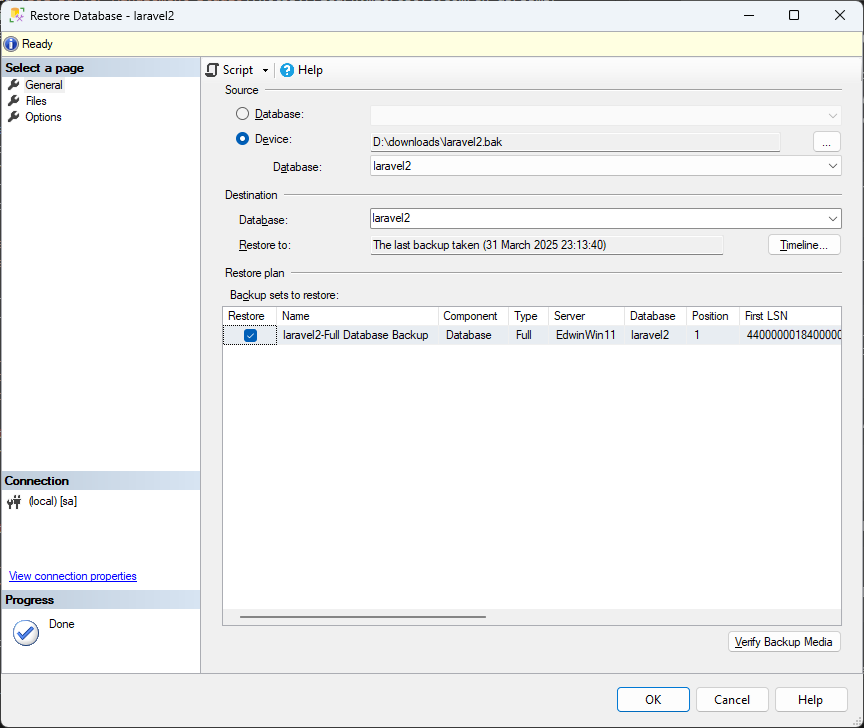 Restore Database - laravel2
Ready
Select a page
General
Files
Options
Connection
(local) [sa]
View connection properties
Progress
Done
Script Help
Source
Database:
Device: D:\downloads\laravel2.bak ...
Database: laravel2
Destination
Database: laravel2
Restore to: The last backup taken (31 March 2025 23:13:40) Timeline...
Restore plan
Backup sets to restore:
Restore Name Component Type Server Database Position First LSN
laravel2-Full Database Backup Database Full EdwinWin11 laravel2 1 4400000018400000
Verify Backup Media
OK Cancel Help